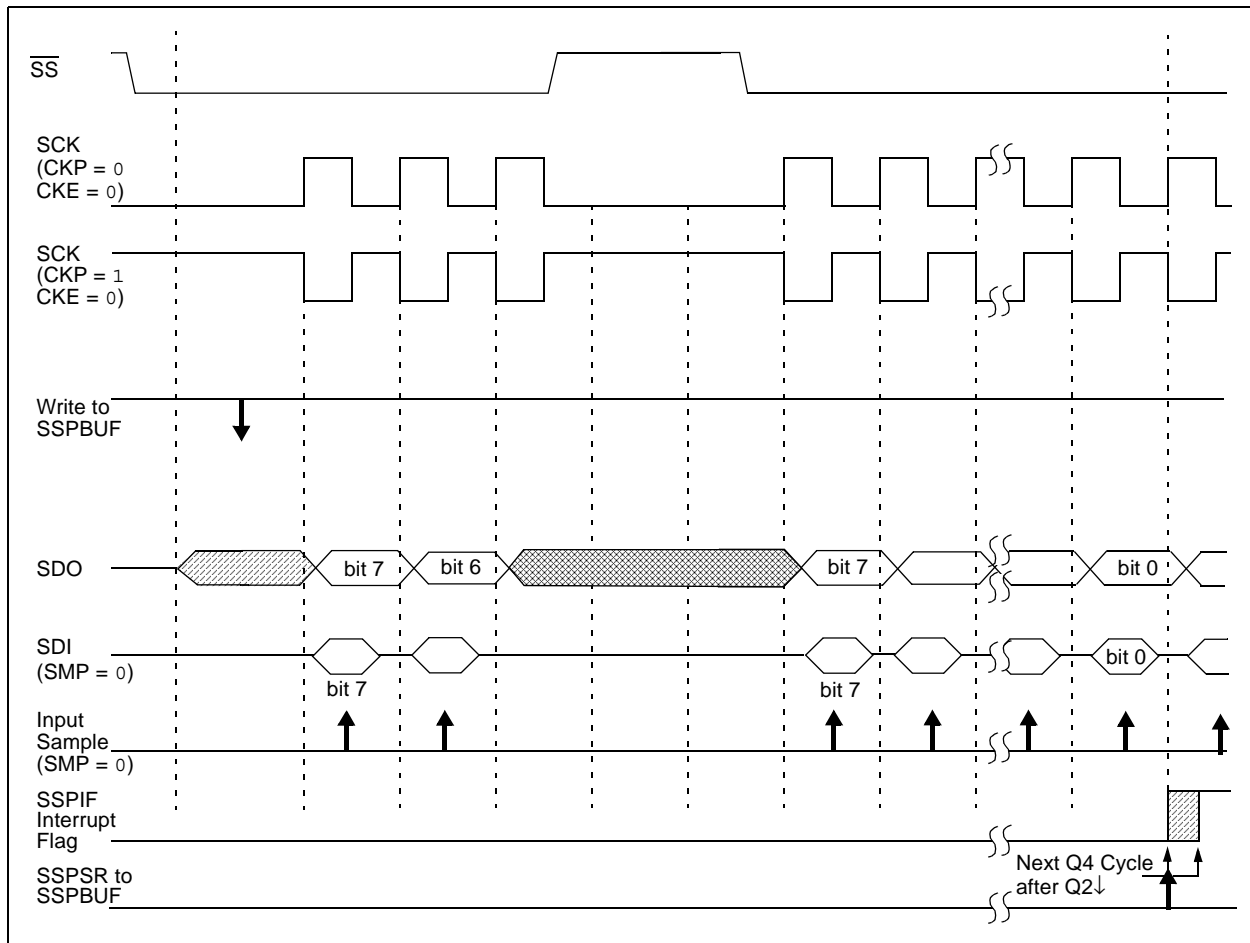 SS
SCK
(CKP = 0
CKE = 0)
SCK
(CKP = 1
CKE = 0)
Write to
SSPBUF
SDO
bit 7
bit 6
bit 7
bit 0
SDI
(SMP = 0)
bit 7
bit 7
bit 0
Input
Sample
(SMP = 0)
SSPIF
Interrupt
Flag
SSPSR to
SSPBUF
Next Q4 Cycle
after Q2↓